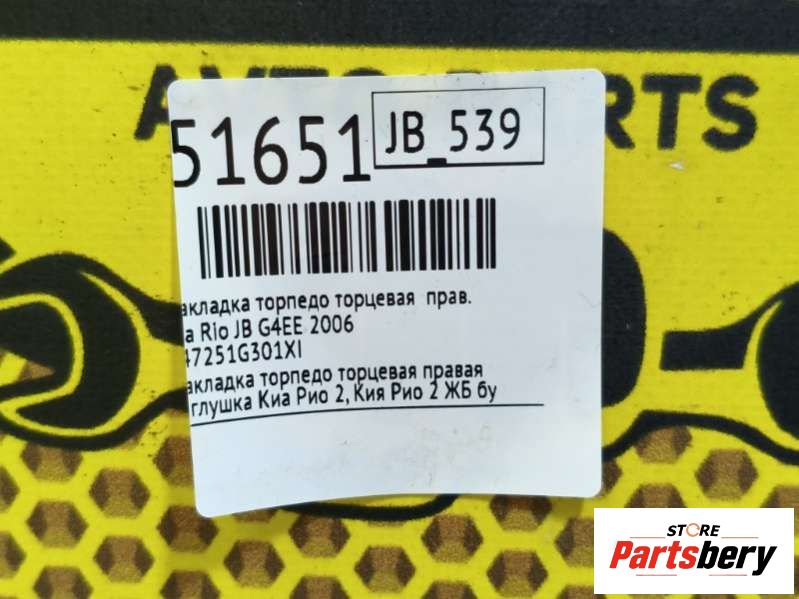 RTS
51651 JB_539
акладка торпедо торцевая прав.
a Rio JB G4EE 2006
47251G301XI
акладка торпедо торцевая правая
глушка Киа Рио 2, Кия Рио 2 ЖБ бу
STORE
Partsbery